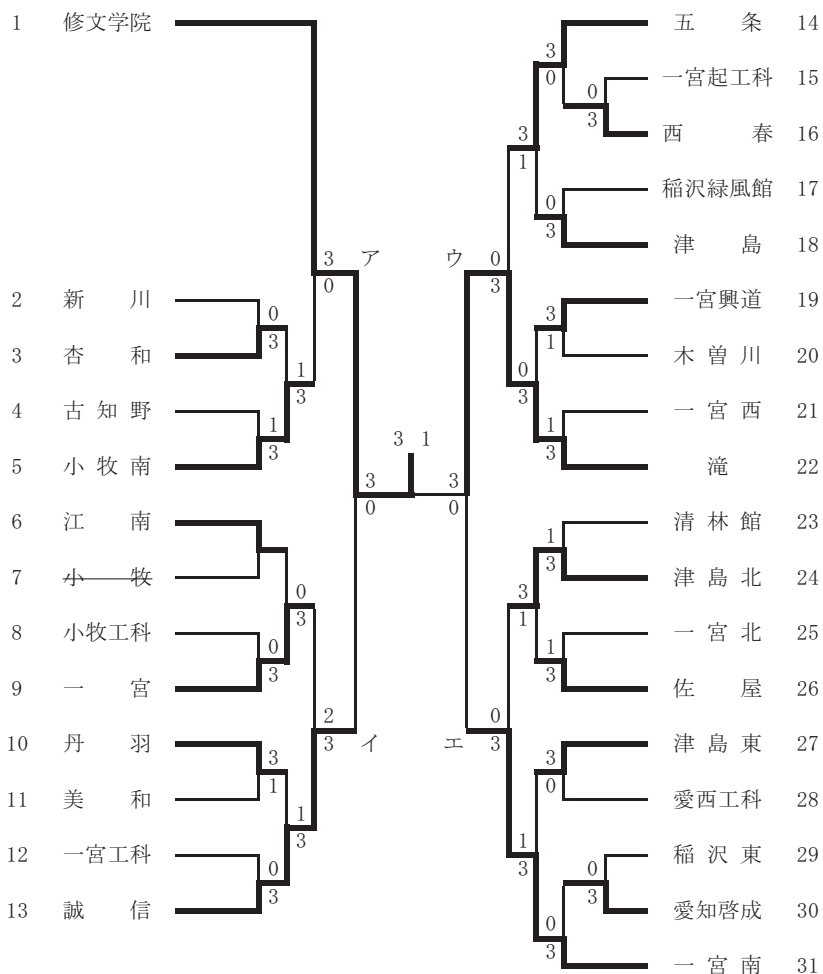 1 修文学院
2 新川
3 杏和
4 古知野
5 小牧南
6 江南
7 小牧
8 小牧工科
9 一宮
10 丹羽
11 美和
12 一宮工科
13 誠信
3
0
ア
0
3
1
3
1
3
0
3
0
3
2
3
イ
3
1
1
3
0
3
3
0
3 1
3
0
ウ
0
3
エ
0
3
3
1
3
0
0
3
0
3
0
3
3
1
1
3
3
1
1
3
1
3
1
3
3
0
0
3
0
3
五条 14
一宮起工科 15
西春 16
稲沢緑風館 17
津島 18
一宮興道 19
木曽川 20
一宮西 21
滝 22
清林館 23
津島北 24
一宮北 25
佐屋 26
津島東 27
愛西工科 28
稲沢東 29
愛知啓成 30
一宮南 31